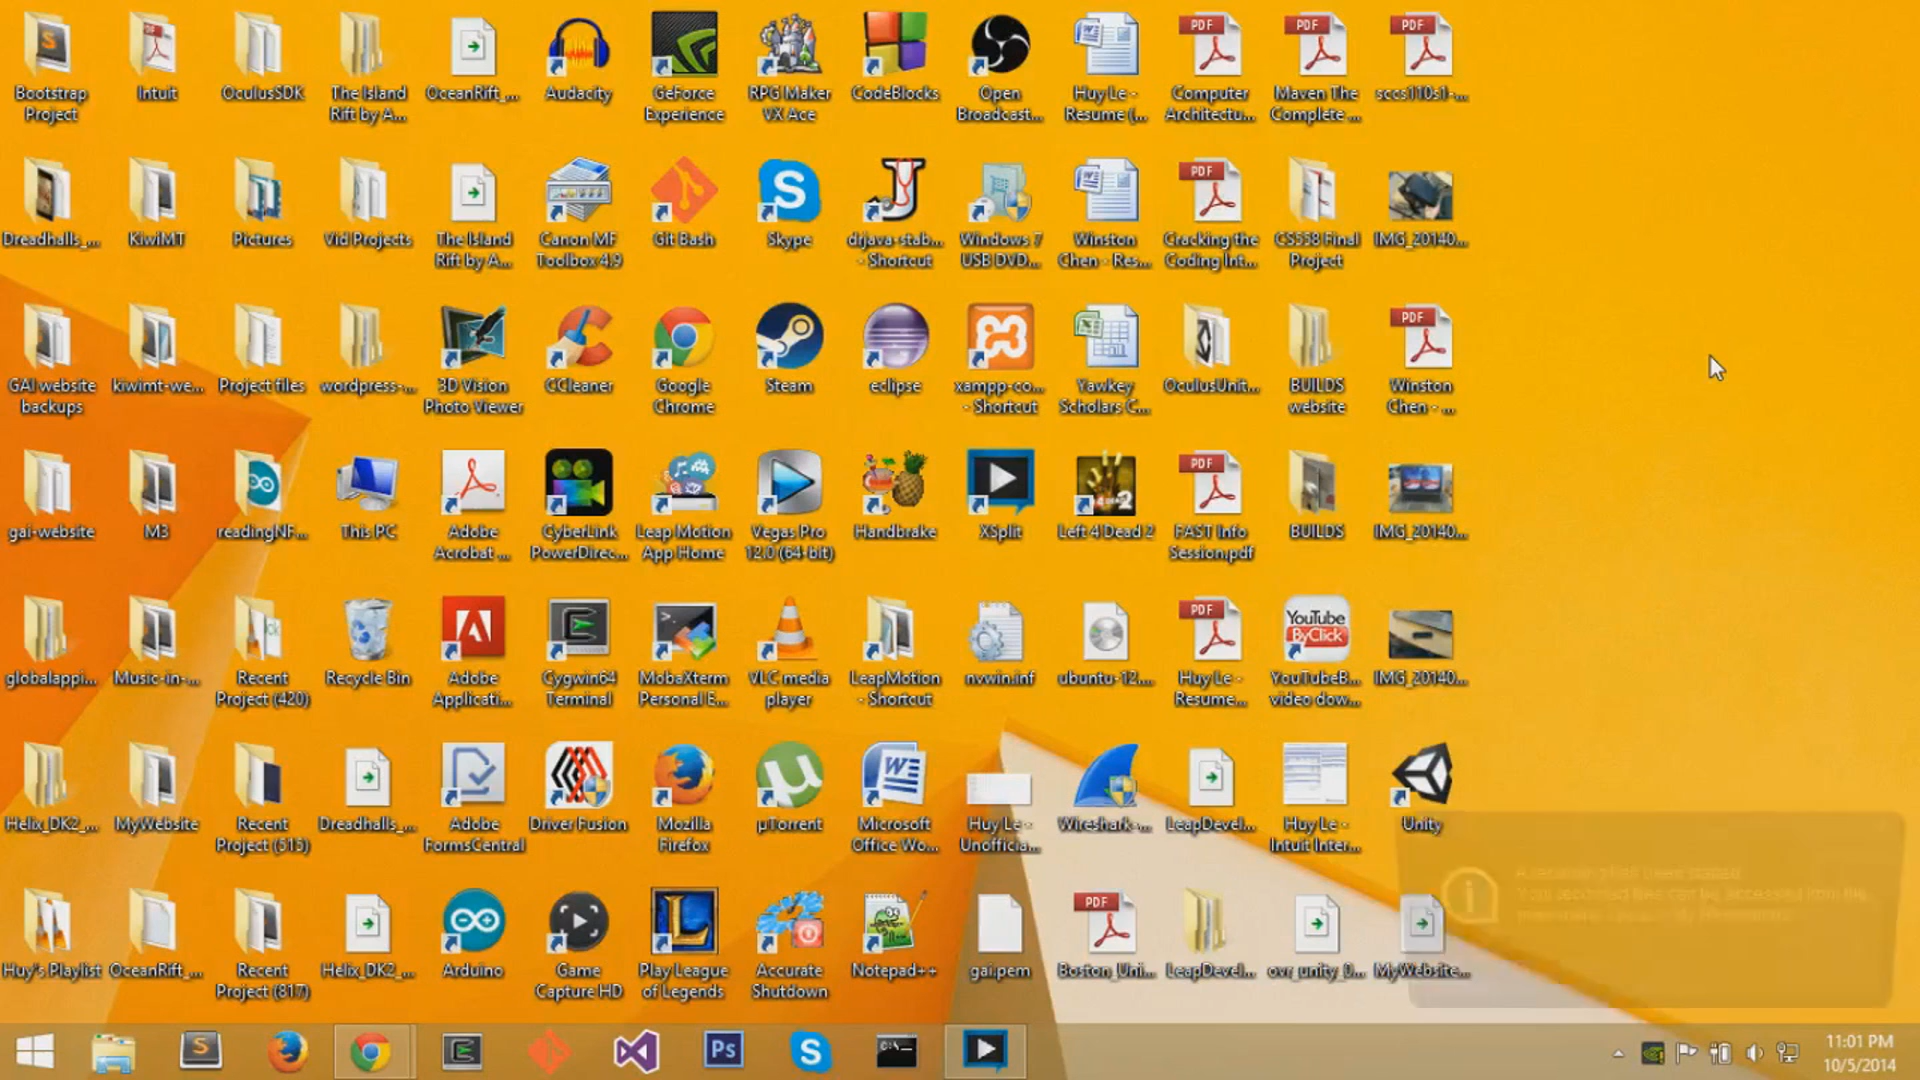 Bootstrap Project
Intuit
OculusSDK
The Island Rift by A...
OceanRift_...
Audacity
GeForce Experience
RPG Maker VX Ace
CodeBlocks
Open Broadcast...
Huy Le - Resume (...
Computer Architectu...
Maven The Complete ...
sccs110s1-...
Dreadhalls_...
KiwiMT
Pictures
Vid Projects
The Island Rift by A...
Canon MF Toolbox 4.9
Git Bash
Skype
drjava-stab... - Shortcut
Windows 7 USB DVD...
Winston Chen - Res...
Cracking the Coding Int...
CS558 Final Project
IMG_20140...
GAI website backups
kiwimt-we...
Project files
wordpress-...
3D Vision Photo Viewer
CCleaner
Google Chrome
Steam
eclipse
xampp-co... - Shortcut
Yawkey Scholars C...
OculusUnit...
BUILDS website
Winston Chen - ...
gai-website
M3
readingNF...
This PC
Adobe Acrobat ...
CyberLink PowerDirec...
Leap Motion App Home
Vegas Pro 12.0 (64-bit)
Handbrake
XSplit
Left 4 Dead 2
FAST Info Session.pdf
BUILDS
IMG_20140...
globalappi...
Music-in-...
Recent Project (420)
Recycle Bin
Adobe Applicati...
Cygwin64 Terminal
MobaXterm Personal E...
VLC media player
LeapMotion - Shortcut
nvwin.inf
ubuntu-12....
Huy Le - Resume...
YouTube ByClick
YouTubeB... video dow...
IMG_20140...
Helix_DK2_...
MyWebsite
Recent Project (515)
Dreadhalls_...
Adobe FormsCentral
Driver Fusion
Mozilla Firefox
µTorrent
Microsoft Office Wo...
Huy Le - Unofficia...
Wireshark-...
LeapDevel...
Huy Le - Intuit Inter...
Unity
Huy's Playlist
OceanRift_...
Recent Project (817)
Helix_DK2_...
Arduino
Game Capture HD
Play League of Legends
Accurate Shutdown
Notepad++
gai.pem
Boston_Uni...
LeapDevel...
ovr_unity_0...
MyWebsite...
11:01 PM
10/5/2014